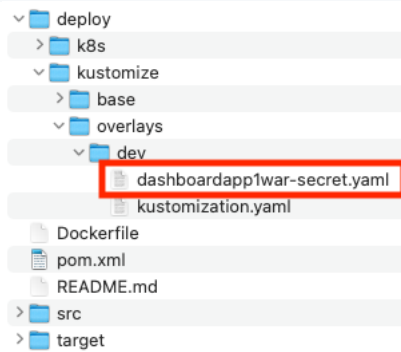 deploy
k8s
kustomize
base
overlays
dev
dashboardapp1war-secret.yaml
kustomization.yaml
Dockerfile
pom.xml
README.md
src
target